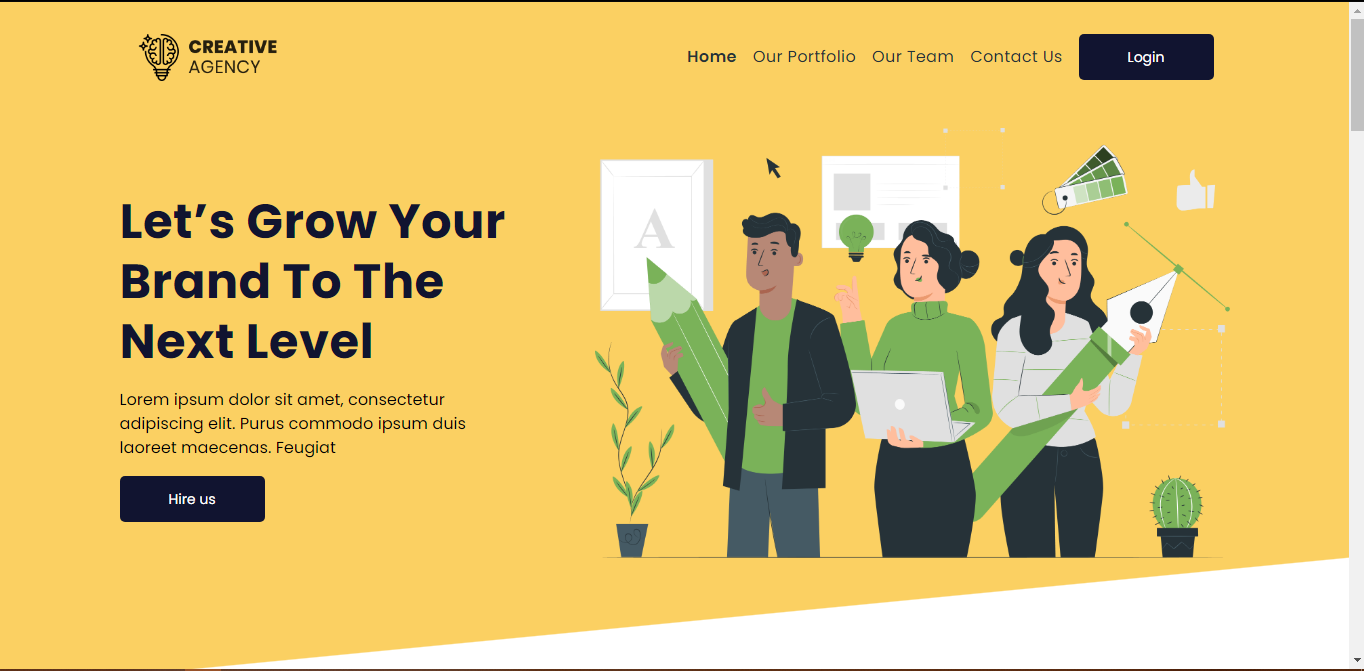 CREATIVE
AGENCY
Home Our Portfolio Our Team Contact Us Login
A
Let’s Grow Your
Brand To The
Next Level
Lorem ipsum dolor sit amet, consectetur
adipiscing elit. Purus commodo ipsum duis
laoreet maecenas. Feugiat
Hire us